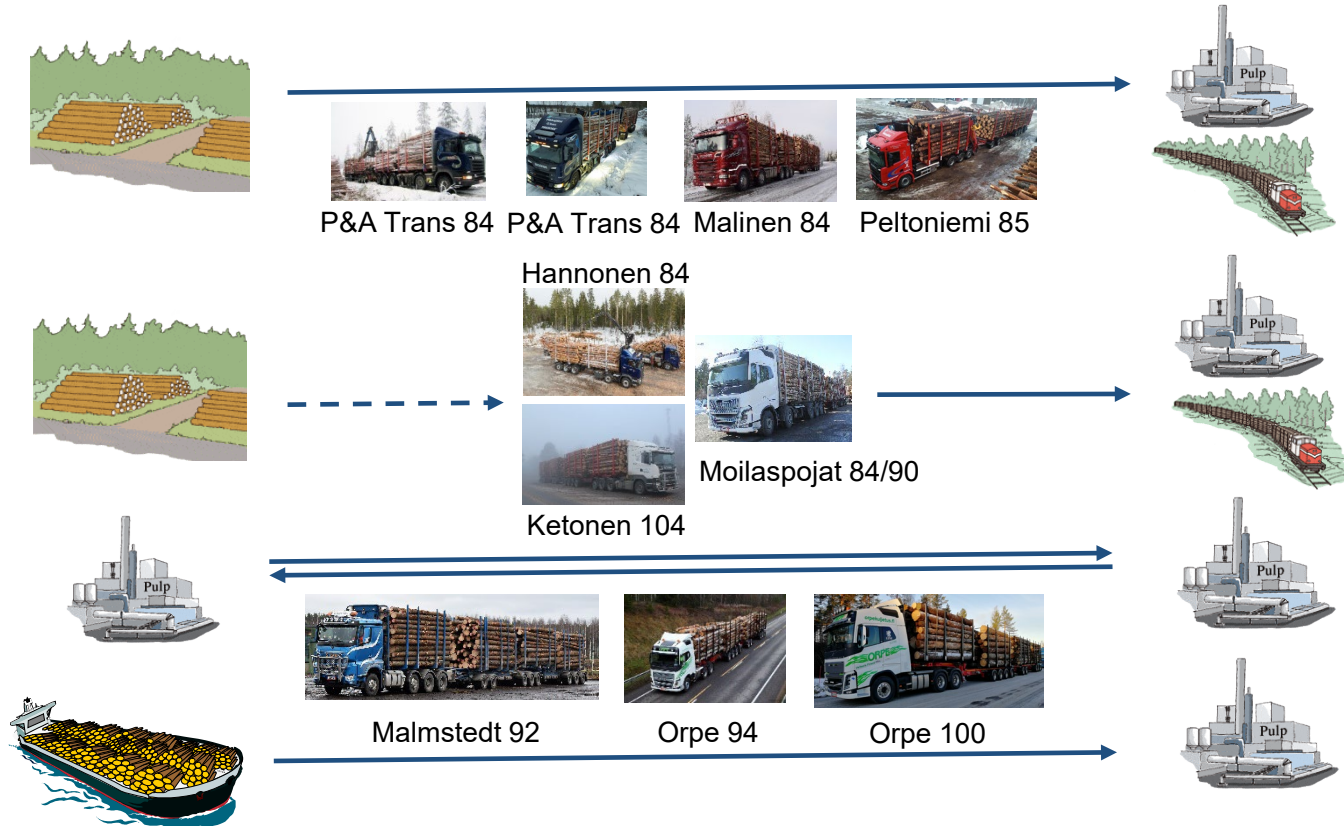 Pulp
P&A Trans 84
P&A Trans 84
Malinen 84
Peltoniemi 85
Hannonen 84
Pulp
Moilaspojat 84/90
Ketonen 104
Pulp
Pulp
ORPE
Malmstedt 92
Orpe 94
Orpe 100
Pulp